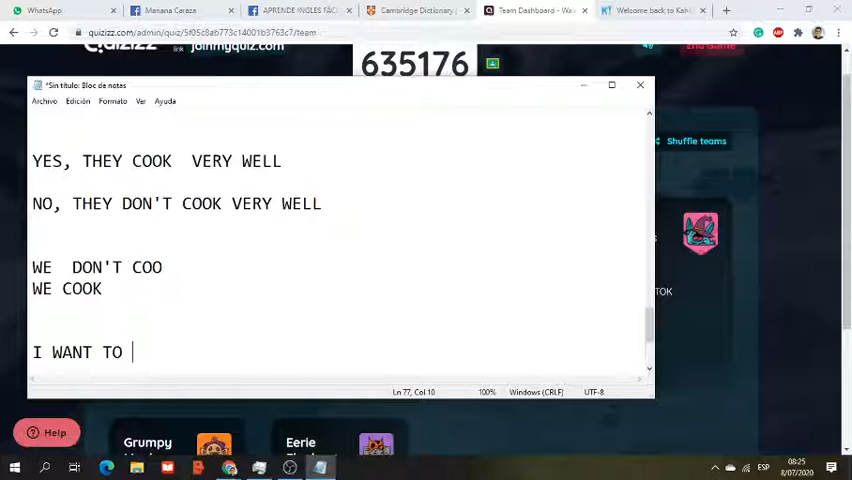 WhatsApp
Mariana Caraza
APRENDE INGLES FÁCIL
Cambridge Dictionary
Team Dashboard - Wa
Welcome back to Kah
quizizz.com/admin/quiz/5f05c8ab773c14001b3763c7/team
Quizizz
link joinmyquiz.com
635176
End Game
*Sin título: Bloc de notas
Archivo Edición Formato Ver Ayuda
Shuffle teams
YES, THEY COOK VERY WELL
NO, THEY DON'T COOK VERY WELL
WE DON'T COO
WE COOK
TOK
I WANT TO
Ln 77, Col 10 100% Windows (CRLF) UTF-8
Help
Grumpy
Eerie
ESP
08:25
8/07/2020